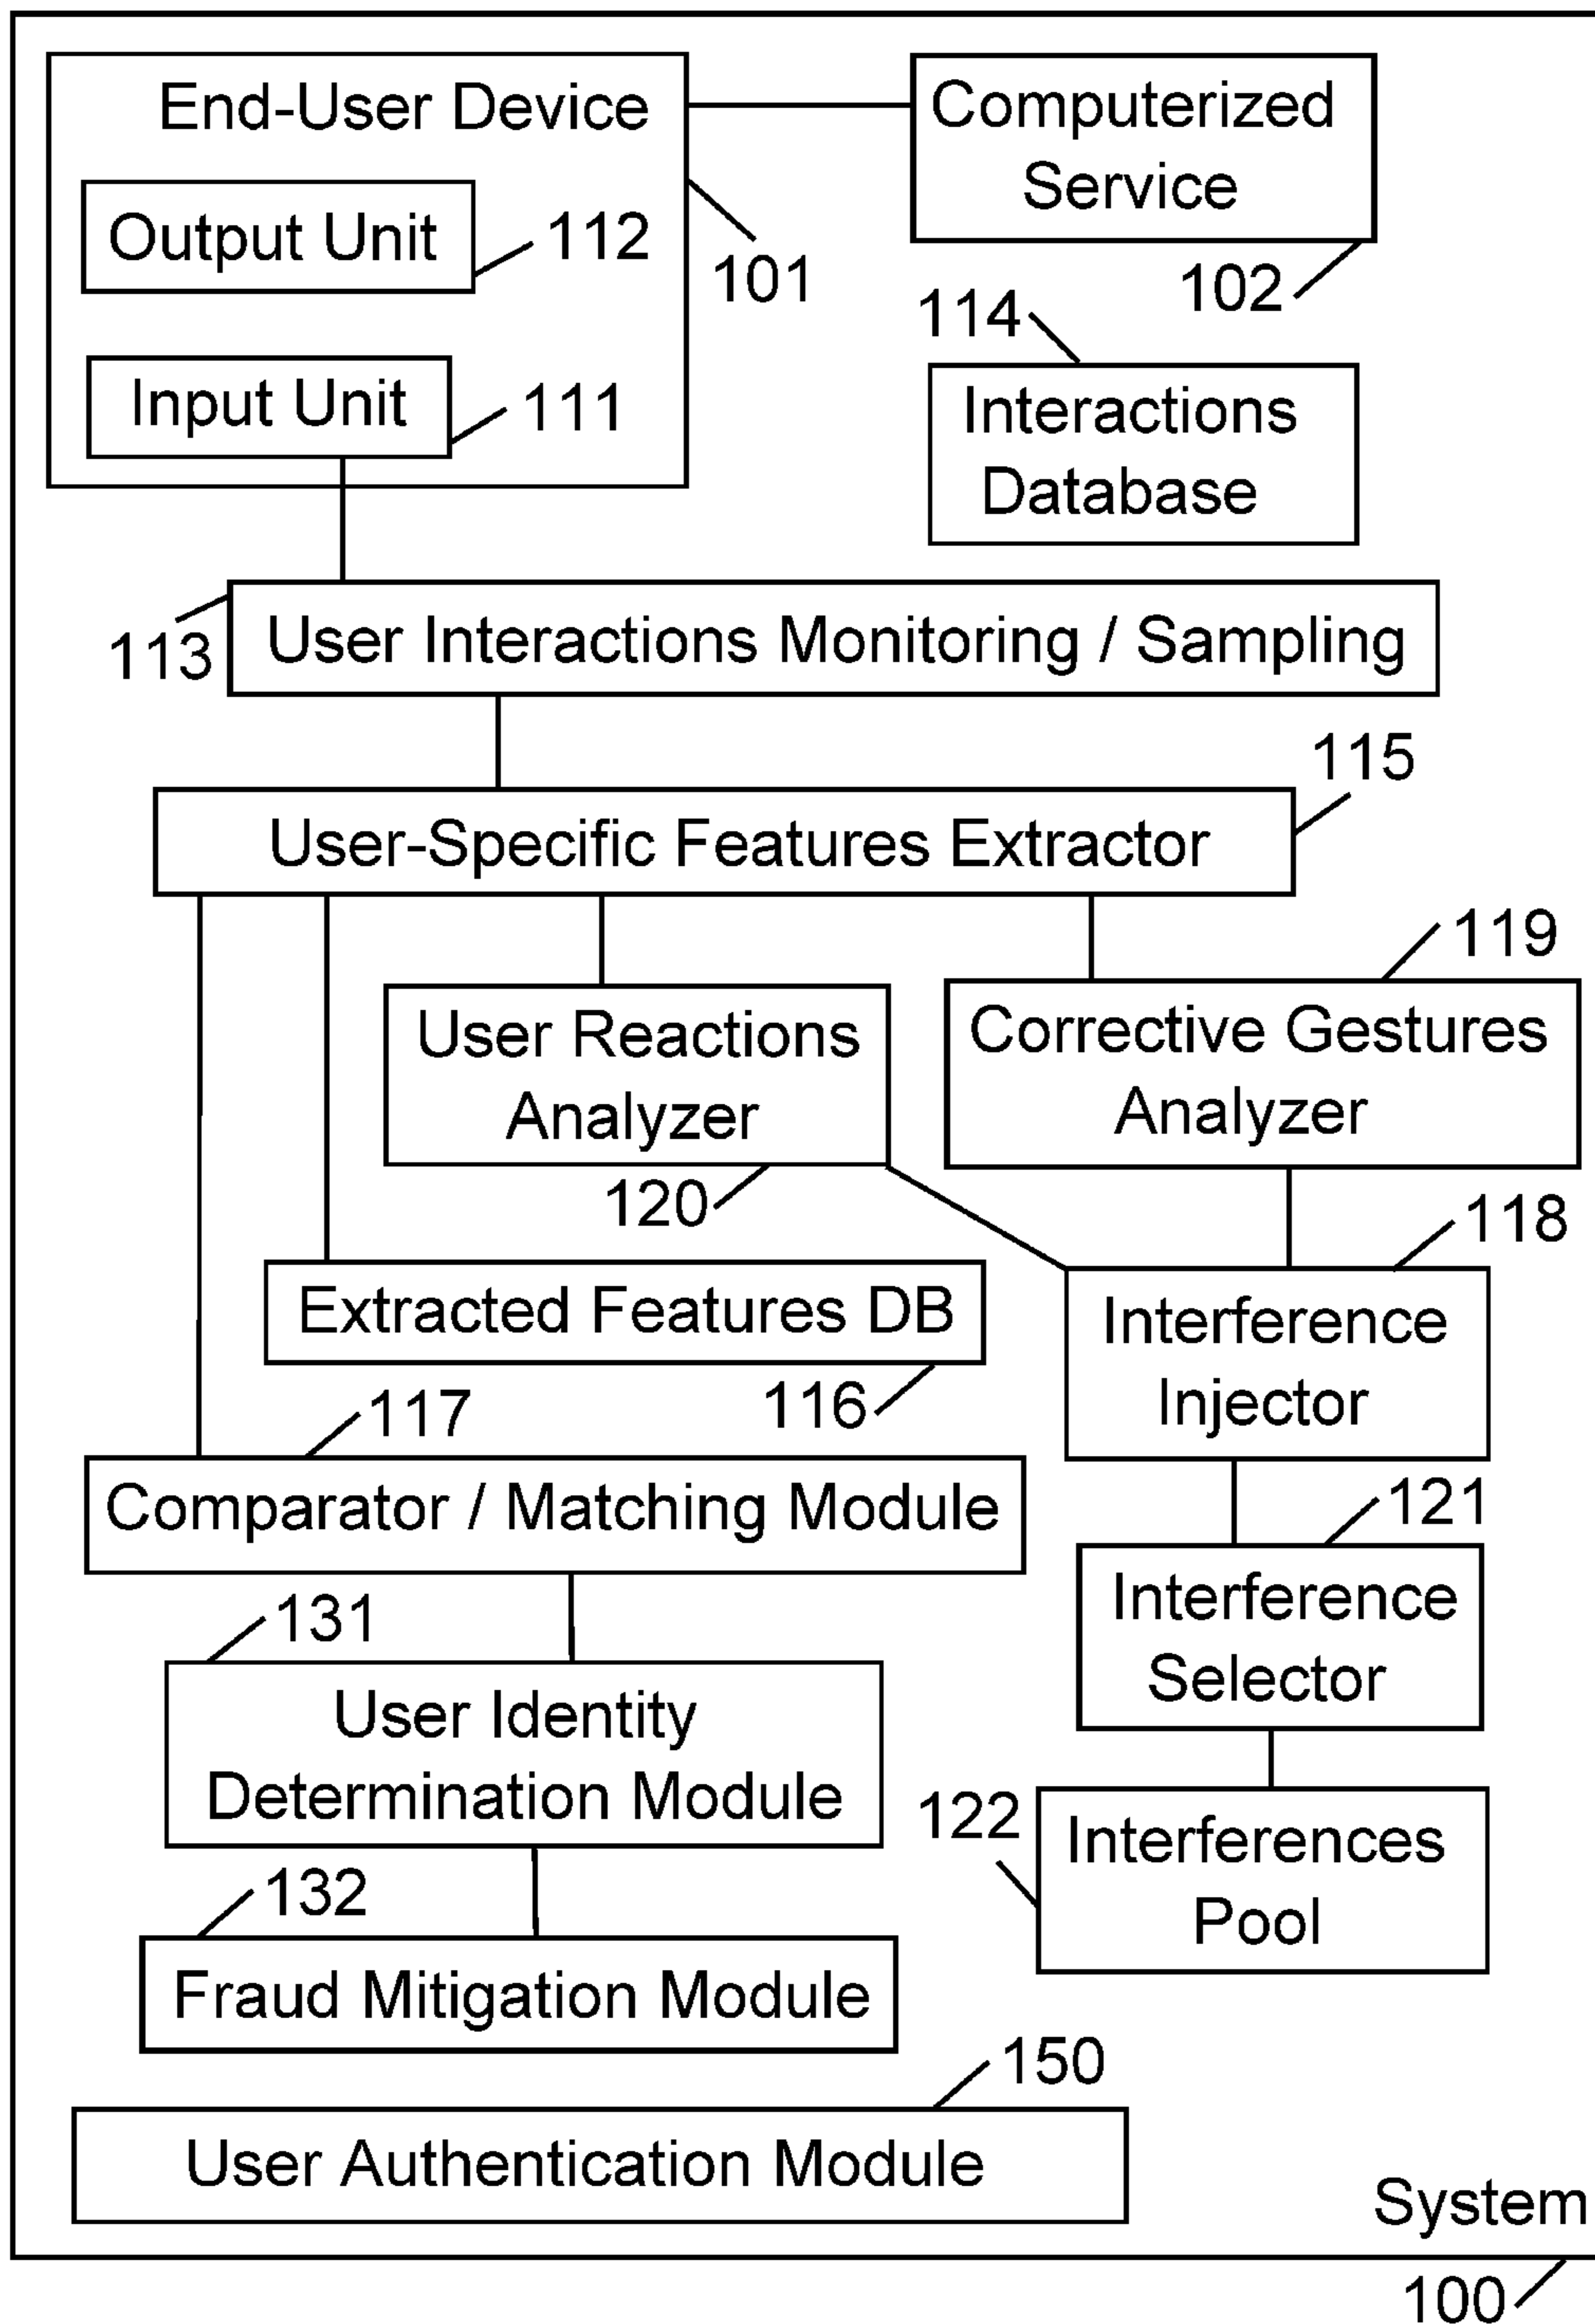 End-User Device
Computerized
Service
Output Unit
112
101
102
114
Input Unit
111
Interactions
Database
113
User Interactions Monitoring / Sampling
115
User-Specific Features Extractor
119
User Reactions
Analyzer
Corrective Gestures
Analyzer
120
118
Extracted Features DB
116
Interference
Injector
117
Comparator / Matching Module
121
Interference
Selector
131
User Identity
Determination Module
122
Interferences
Pool
132
Fraud Mitigation Module
150
User Authentication Module
System
100